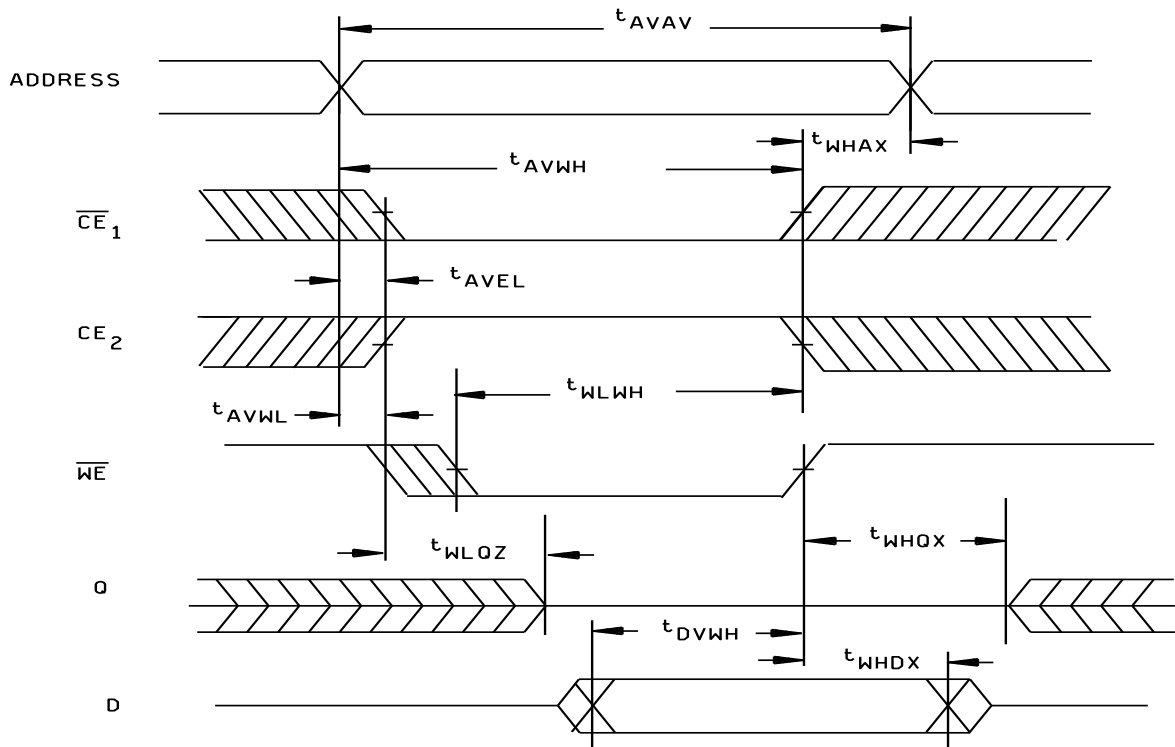 tAVAV
ADDRESS
tWHAX
tAVWH
CE1
tAVEL
CE2
tWLWH
tAVWL
WE
tWHQX
tWLQZ
Q
tDVWH
tWHDX
D